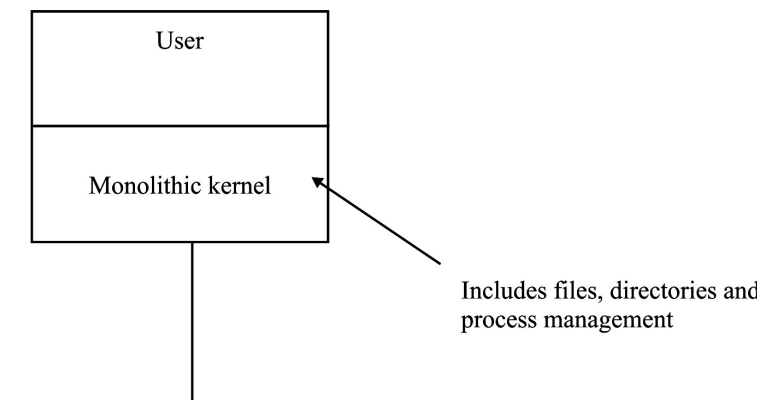 User
Monolithic kernel
Includes files, directories and
process management